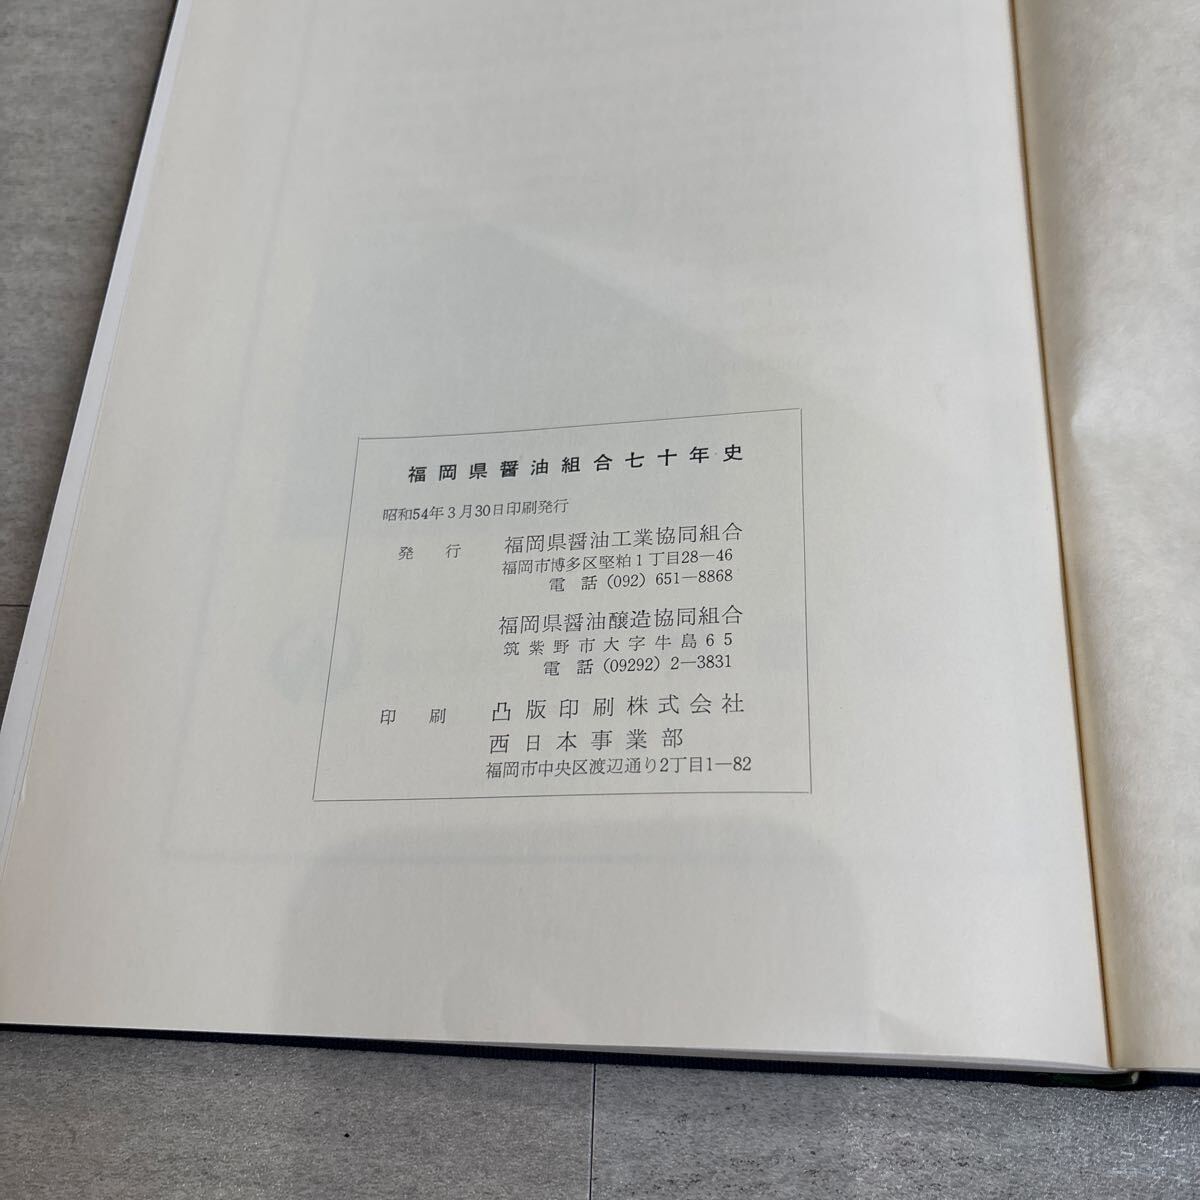 福岡県醤油組合七十年史
昭和54年3月30日印刷発行
発行 福岡県醤油工業協同組合
福岡市博多区堅粕1丁目28―46
電話(092)651―8868
福岡県醤油醸造協同組合
筑紫野市大字牛島65
電話(09292)2―3831
印刷 凸版印刷株式会社
西日本事業部
福岡市中央区渡辺通り2丁目1―82